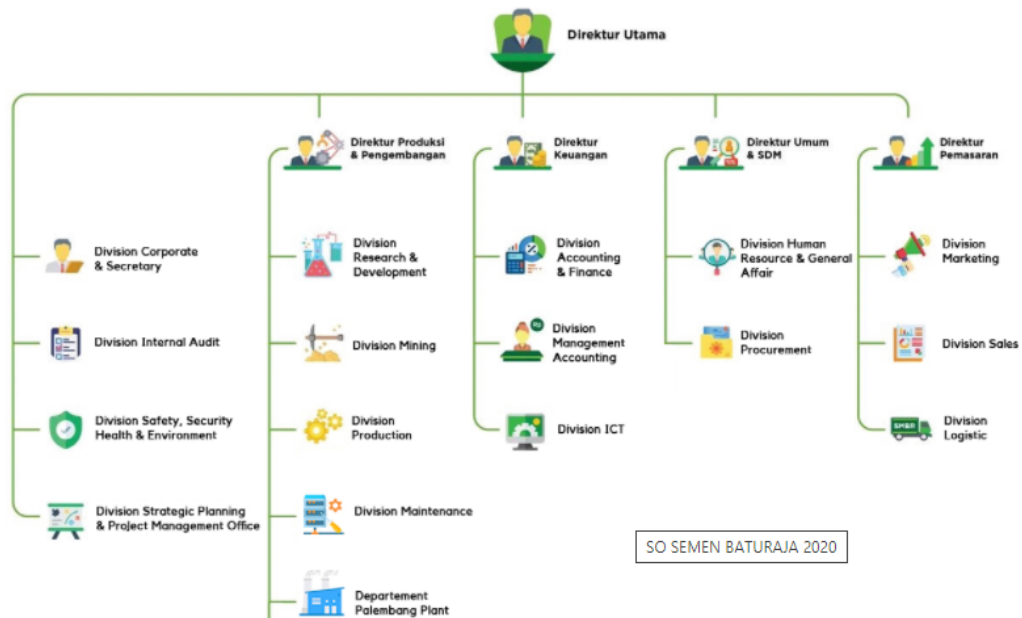 Direktur Utama
Direktur Produksi
& Pengembangan
Direktur
Keuangan
Direktur Umum
& SDM
Direktur
Pemasaran
Division Corporate
& Secretary
Division
Research &
Development
Division
Accounting
& Finance
Division Human
Resource & General
Affair
Division
Marketing
Division Internal Audit
Division Mining
Division
Management
Accounting
Division
Procurement
Division Sales
Division Safety, Security
Health & Environment
Division
Production
Division ICT
SMBR
Division
Logistic
Division Strategic Planning
& Project Management Office
Division Maintenance
SO SEMEN BATURAJA 2020
Departement
Palembang Plant